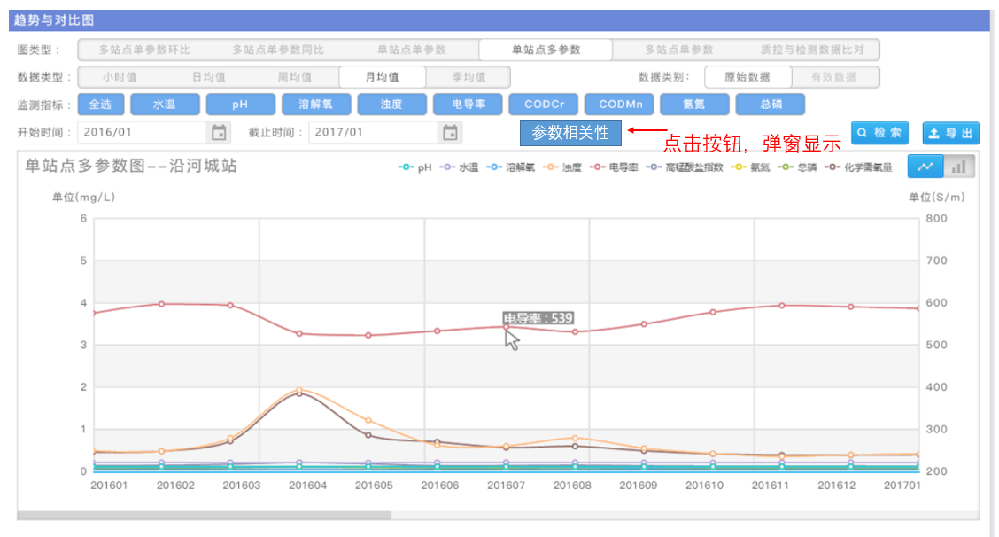 趋势与对比图
图类型： 多站点单参数环比 多站点单参数同比 单站点单参数 单站点多参数 多站点单参数 质控与检测数据比对
数据类型： 小时值 日均值 周均值 月均值 季均值 数据类别： 原始数据 有效数据
监测指标： 全选 水温 pH 溶解氧 浊度 电导率 CODCr CODMn 氨氮 总磷
开始时间： 2016/01 截止时间： 2017/01 参数相关性 点击按钮，弹窗显示 检索 导出
单站点多参数图--沿河城站 pH 水温 溶解氧 浊度 电导率 高锰酸盐指数 氨氮 总磷 化学需氧量
单位(mg/L) 单位(S/m)
6 800
5 700
4 600
电导率：539
3 500
2 400
1 300
0 200
201601 201602 201603 201604 201605 201606 201607 201608 201609 201610 201611 201612 201701